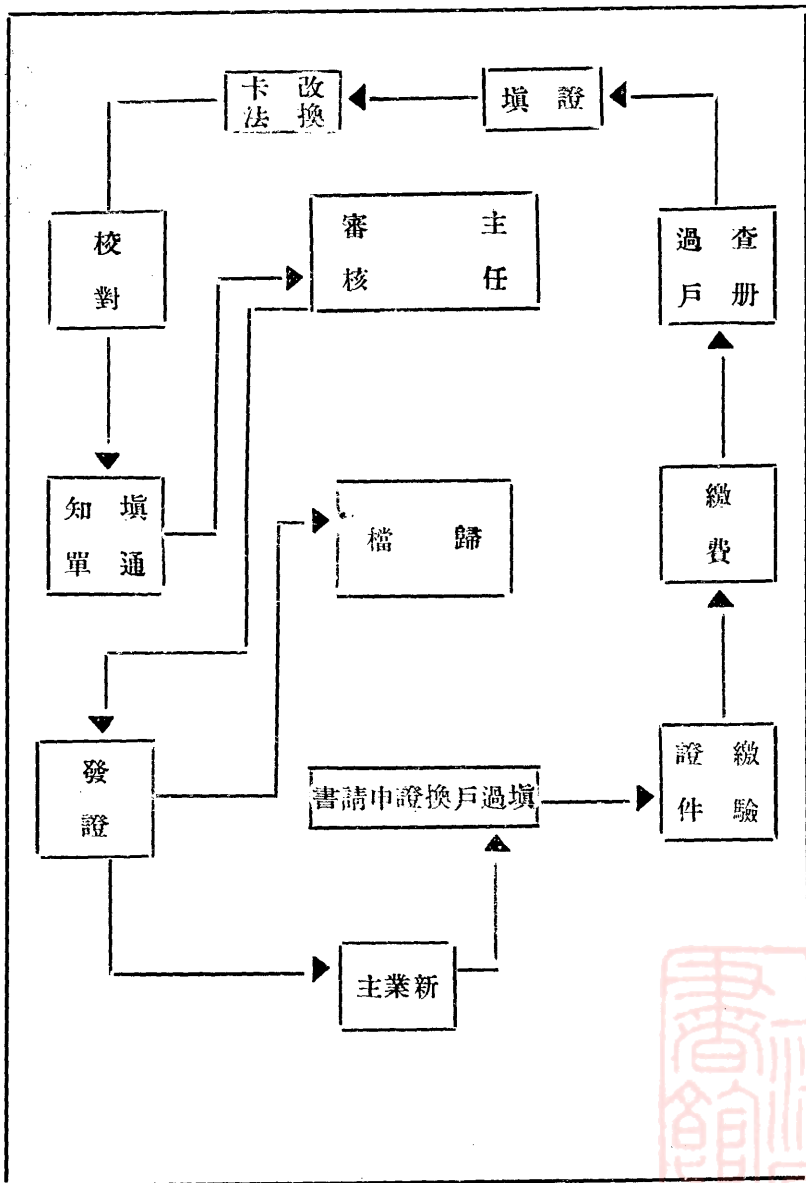 塡證
改換
卡法
查册
過戶
主任
審核
校對
繳費
歸檔
塡通
知單
繳驗
證件
塡過戶換證申請書
發證
新業主